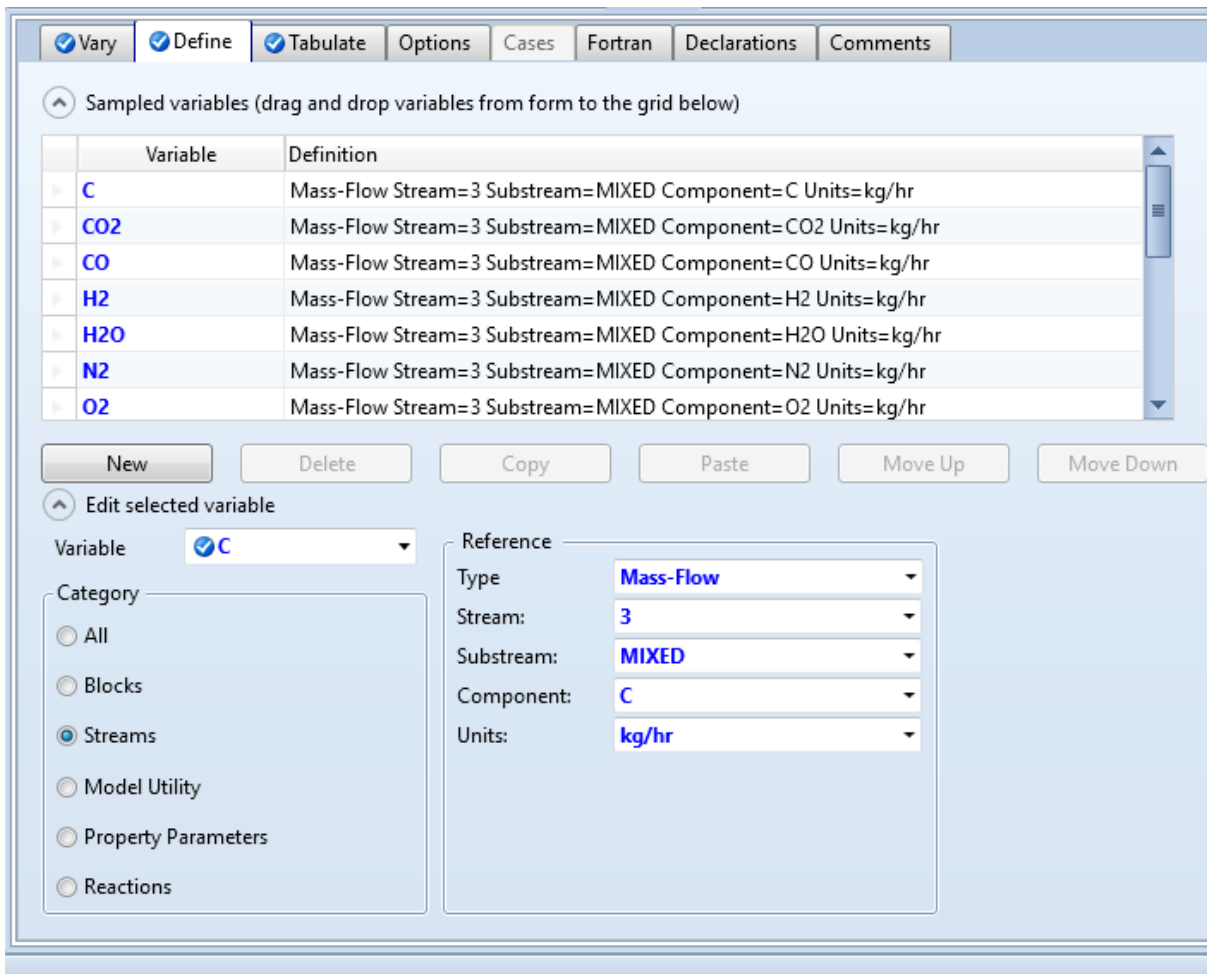 Vary Define Tabulate Options Cases Fortran Declarations Comments
Sampled variables (drag and drop variables from form to the grid below)
Variable Definition
C Mass-Flow Stream=3 Substream=MIXED Component=C Units=kg/hr
CO2 Mass-Flow Stream=3 Substream=MIXED Component=CO2 Units=kg/hr
CO Mass-Flow Stream=3 Substream=MIXED Component=CO Units=kg/hr
H2 Mass-Flow Stream=3 Substream=MIXED Component=H2 Units=kg/hr
H2O Mass-Flow Stream=3 Substream=MIXED Component=H2O Units=kg/hr
N2 Mass-Flow Stream=3 Substream=MIXED Component=N2 Units=kg/hr
O2 Mass-Flow Stream=3 Substream=MIXED Component=O2 Units=kg/hr
New Delete Copy Paste Move Up Move Down
Edit selected variable
Variable C
Category
All
Blocks
Streams
Model Utility
Property Parameters
Reactions
Reference
Type Mass-Flow
Stream: 3
Substream: MIXED
Component: C
Units: kg/hr